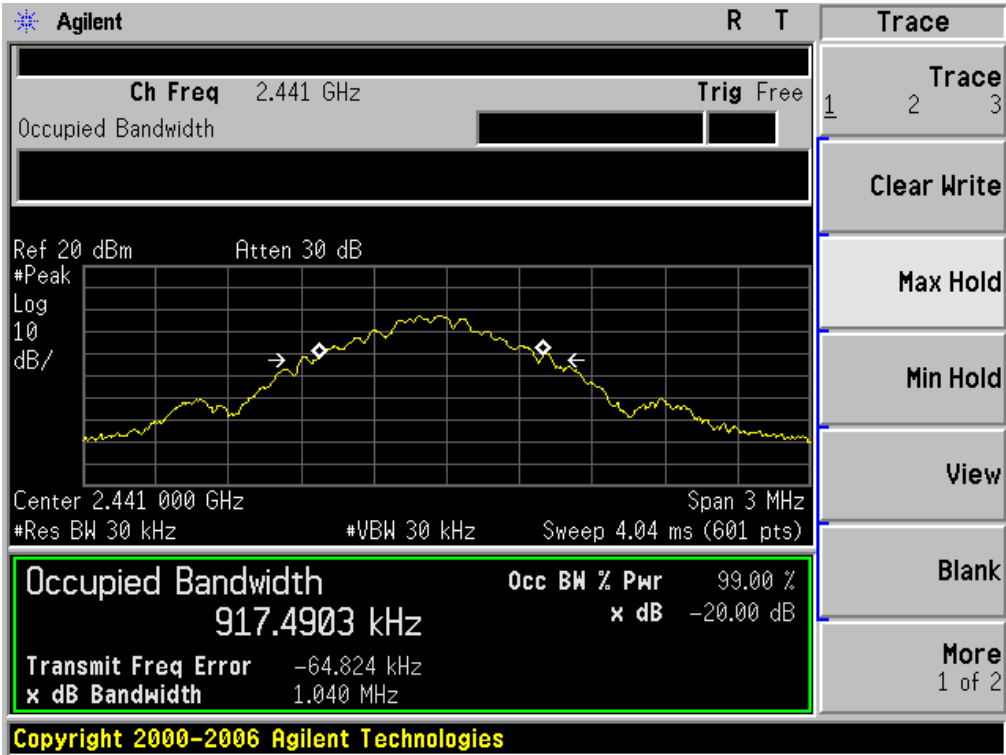 Agilent R T Trace
Ch Freq 2.441 GHz Trig Free
Occupied Bandwidth
Trace
1 2 3
Clear Write
Max Hold
Min Hold
View
Blank
More
1 of 2
Ref 20 dBm Atten 30 dB
#Peak
Log
10
dB/
Center 2.441 000 GHz Span 3 MHz
#Res BW 30 kHz #VBW 30 kHz Sweep 4.04 ms (601 pts)
Occupied Bandwidth Occ BW % Pwr 99.00 %
917.4903 kHz x dB -20.00 dB
Transmit Freq Error -64.824 kHz
x dB Bandwidth 1.040 MHz
Copyright 2000-2006 Agilent Technologies